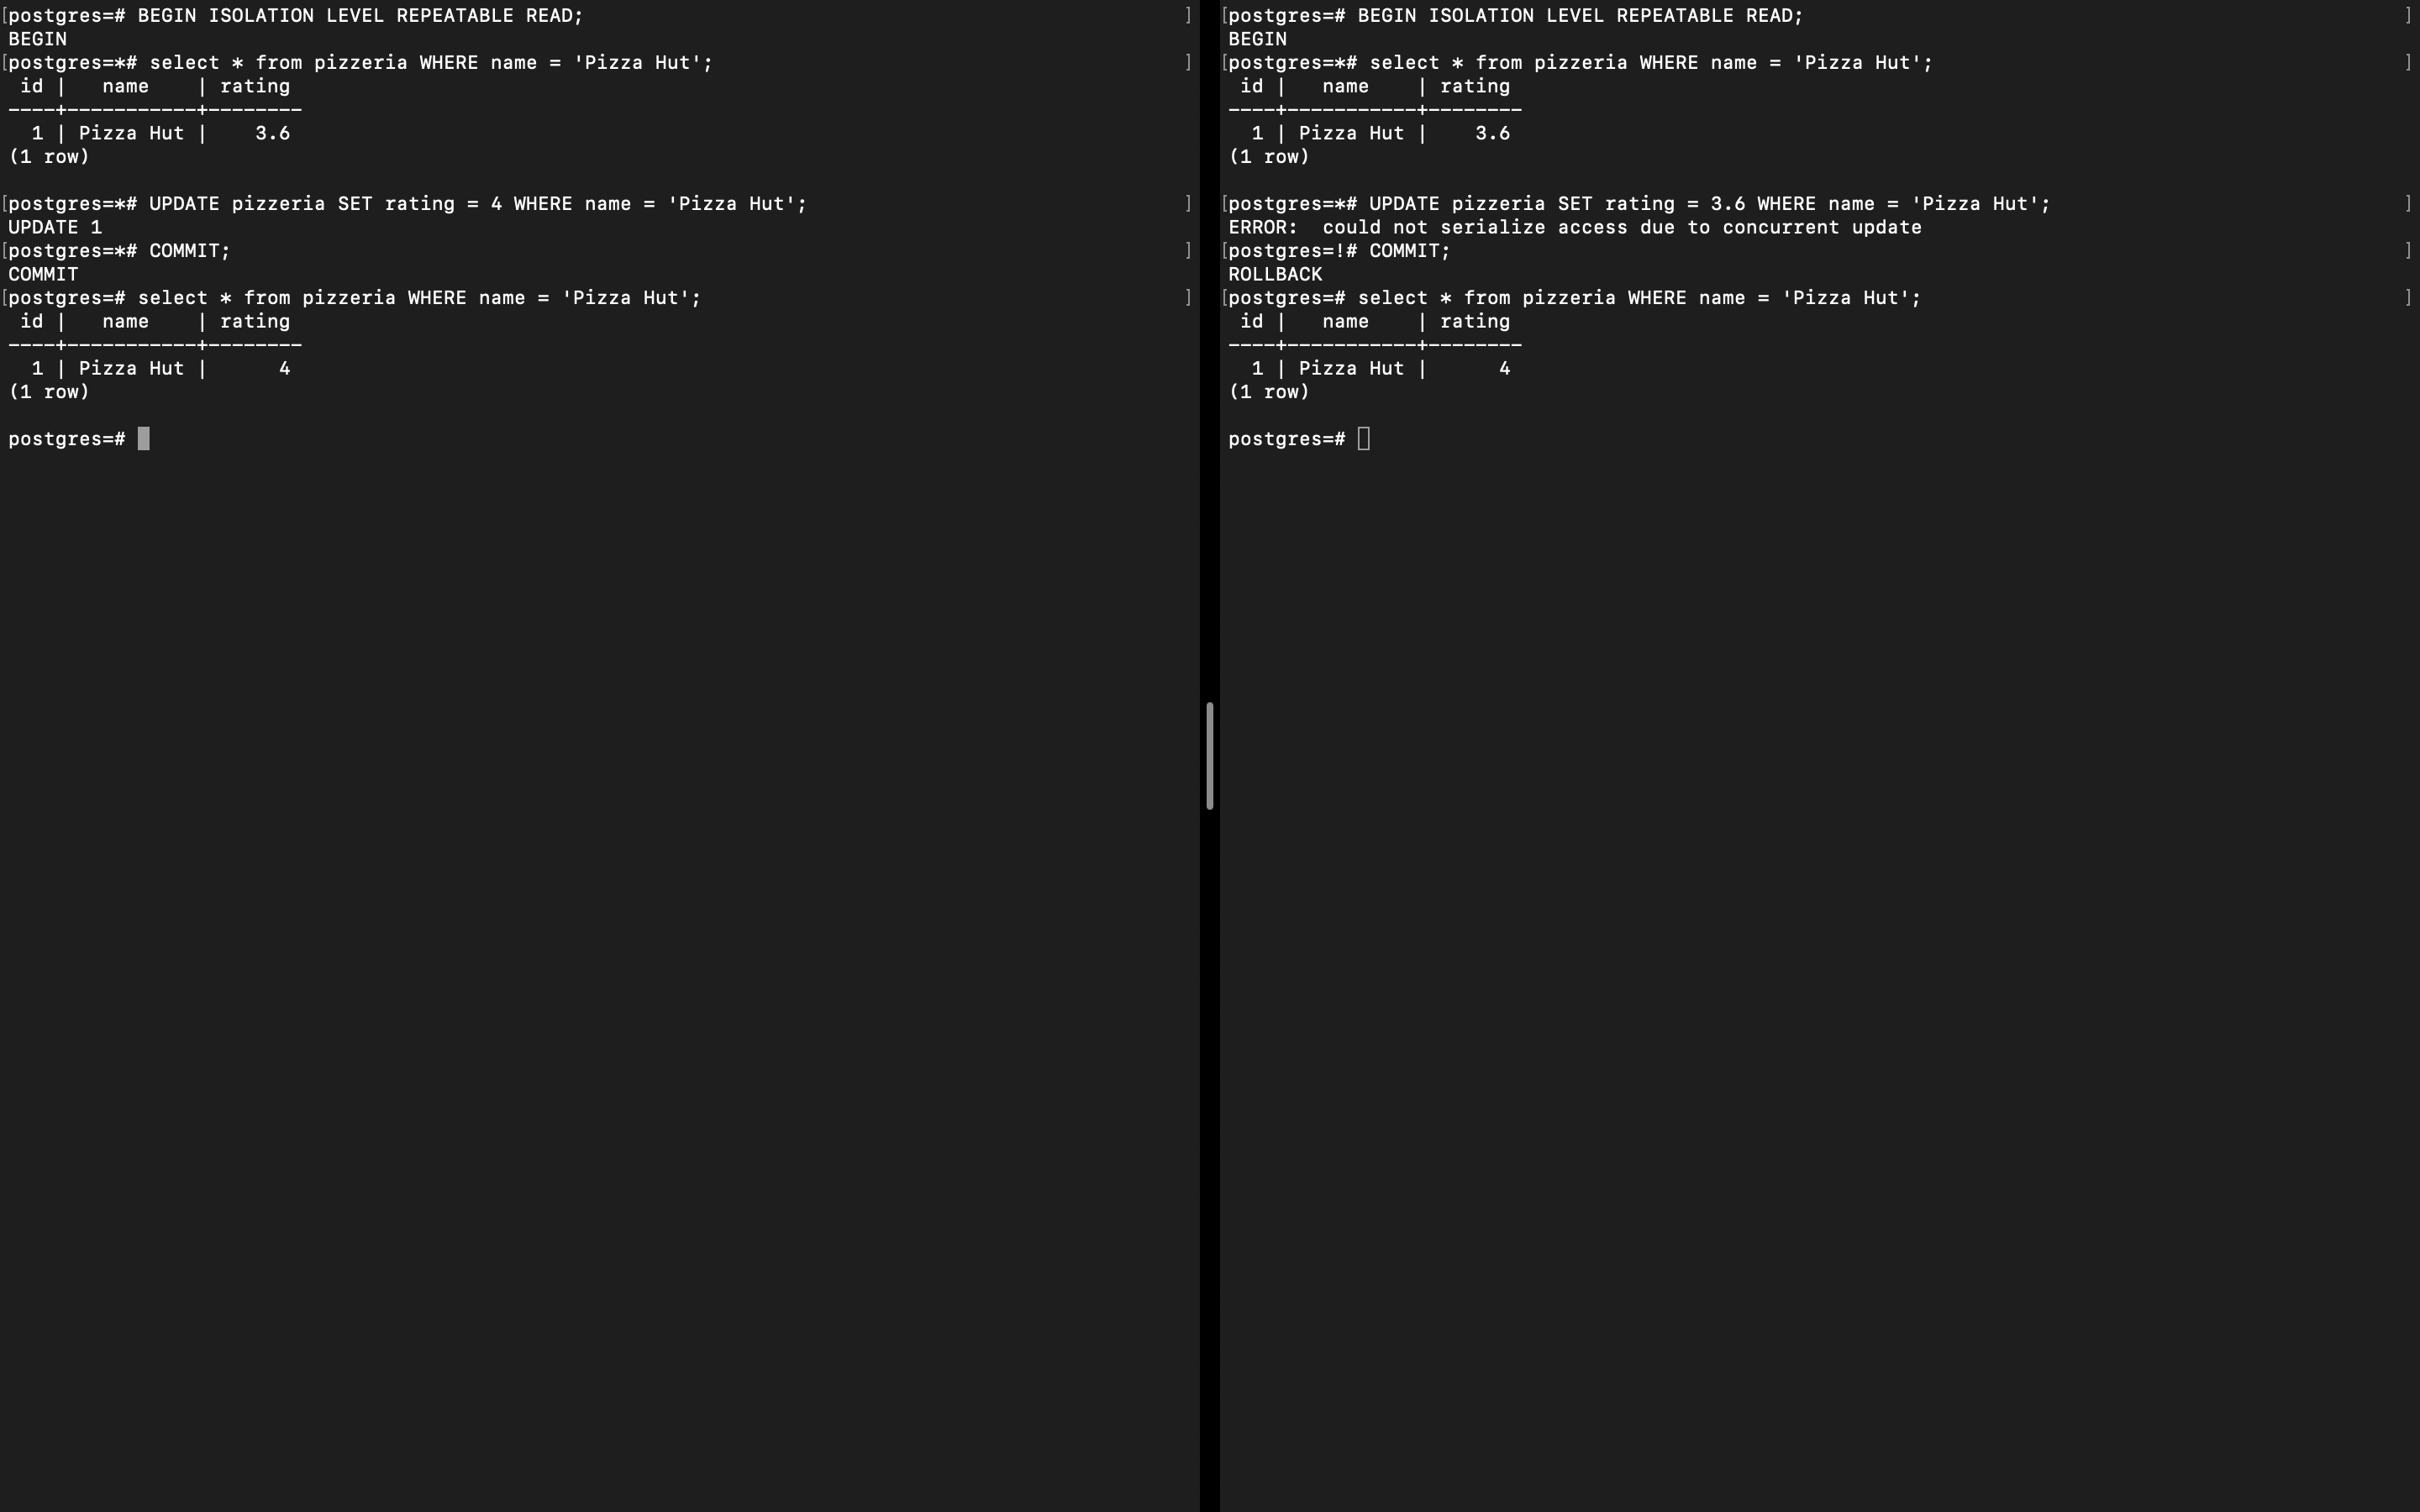 [postgres=# BEGIN ISOLATION LEVEL REPEATABLE READ; ]
BEGIN
[postgres=*# select * from pizzeria WHERE name = 'Pizza Hut'; ]
 id |   name    | rating
----+-----------+--------
  1 | Pizza Hut |    3.6
(1 row)

[postgres=*# UPDATE pizzeria SET rating = 4 WHERE name = 'Pizza Hut'; ]
UPDATE 1
[postgres=*# COMMIT; ]
COMMIT
[postgres=# select * from pizzeria WHERE name = 'Pizza Hut'; ]
 id |   name    | rating
----+-----------+--------
  1 | Pizza Hut |      4
(1 row)

postgres=#
[postgres=# BEGIN ISOLATION LEVEL REPEATABLE READ; ]
BEGIN
[postgres=*# select * from pizzeria WHERE name = 'Pizza Hut'; ]
 id |   name    | rating
----+-----------+--------
  1 | Pizza Hut |    3.6
(1 row)

[postgres=*# UPDATE pizzeria SET rating = 3.6 WHERE name = 'Pizza Hut'; ]
ERROR:  could not serialize access due to concurrent update
[postgres=!# COMMIT; ]
ROLLBACK
[postgres=# select * from pizzeria WHERE name = 'Pizza Hut'; ]
 id |   name    | rating
----+-----------+--------
  1 | Pizza Hut |      4
(1 row)

postgres=#